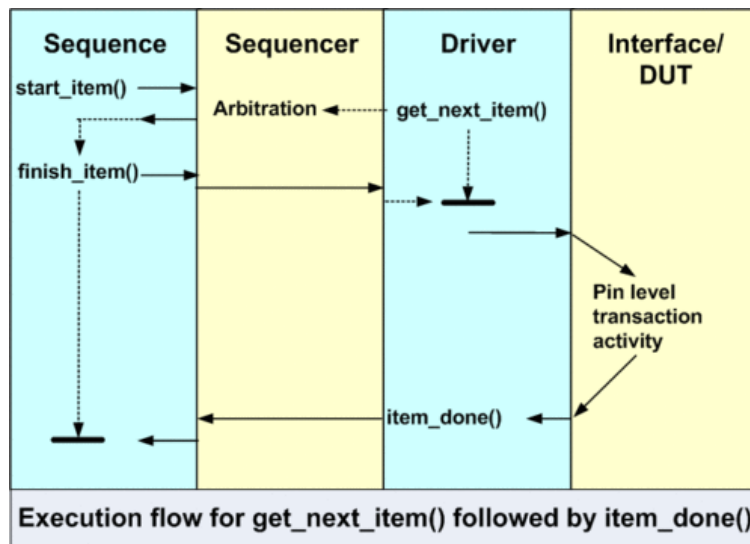 Sequence
Sequencer
Driver
Interface/
DUT
start_item()
Arbitration
get_next_item()
finish_item()
Pin level
transaction
activity
item_done()
Execution flow for get_next_item() followed by item_done()